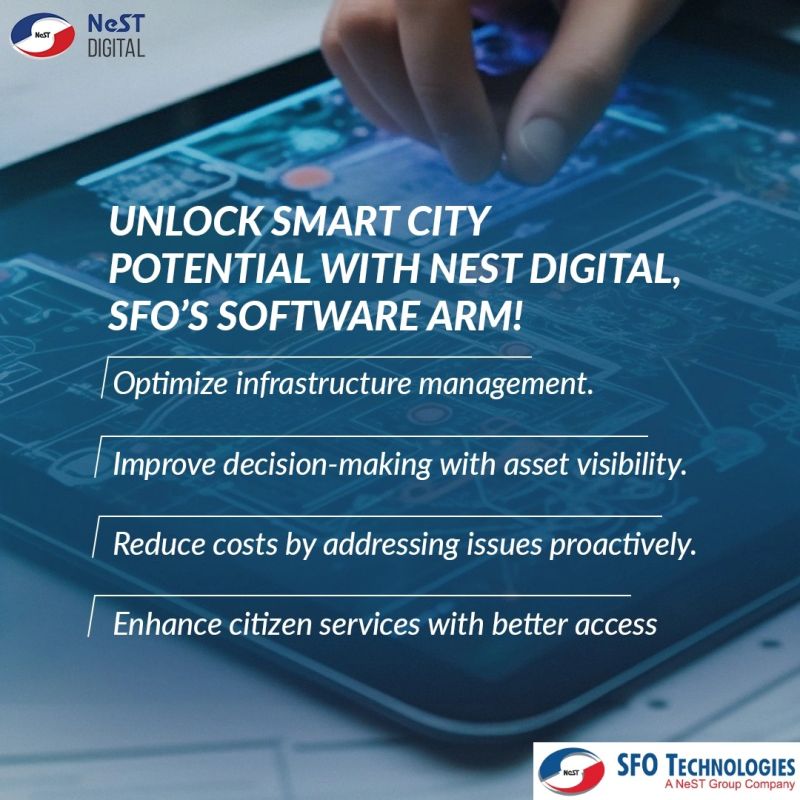 NeST
NeST
DIGITAL
UNLOCK SMART CITY
POTENTIAL WITH NEST DIGITAL,
SFO'S SOFTWARE ARM!
Optimize infrastructure management.
Improve decision-making with asset visibility.
Reduce costs by addressing issues proactively.
Enhance citizen services with better access
NeST
SFO TECHNOLOGIES
A NeST Group Company